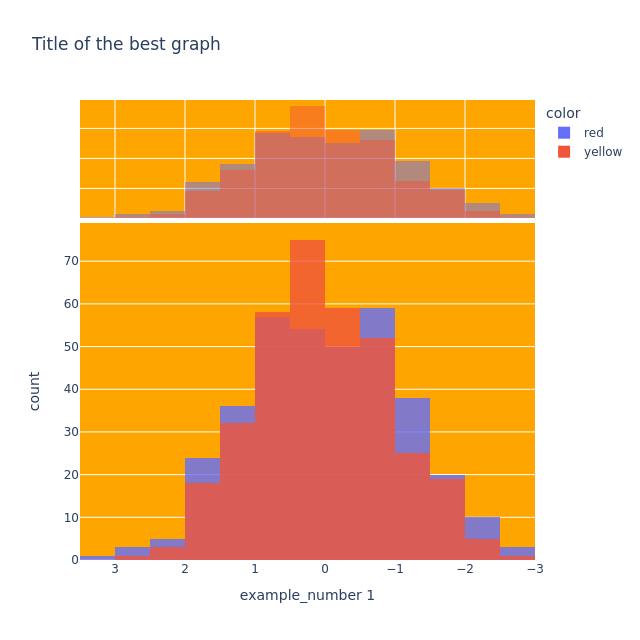 Title of the best graph
color
red
yellow
70
60
50
40
30
20
10
0
count
3 2 1 0 −1 −2 −3
example_number 1